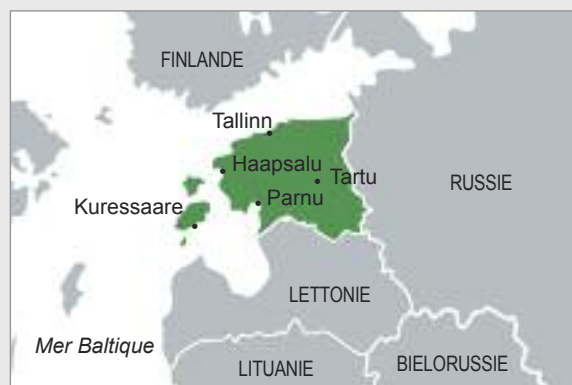 FINLANDE
Tallinn
Haapsalu
Tartu
RUSSIE
Kuressaare
Parnu
LETTONIE
Mer Baltique
LITUANIE
BIELORUSSIE